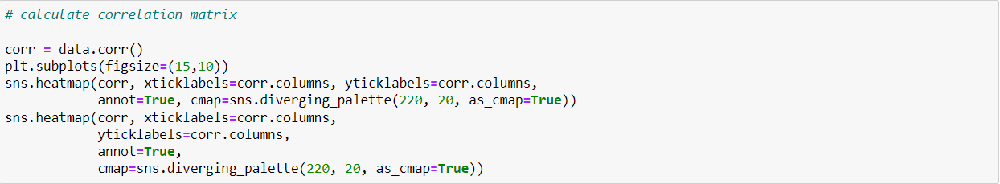 # calculate correlation matrix
corr = data.corr()
plt.subplots(figsize=(15,10))
sns.heatmap(corr, xticklabels=corr.columns, yticklabels=corr.columns,
            annot=True, cmap=sns.diverging_palette(220, 20, as_cmap=True))
sns.heatmap(corr, xticklabels=corr.columns,
            yticklabels=corr.columns,
            annot=True,
            cmap=sns.diverging_palette(220, 20, as_cmap=True))